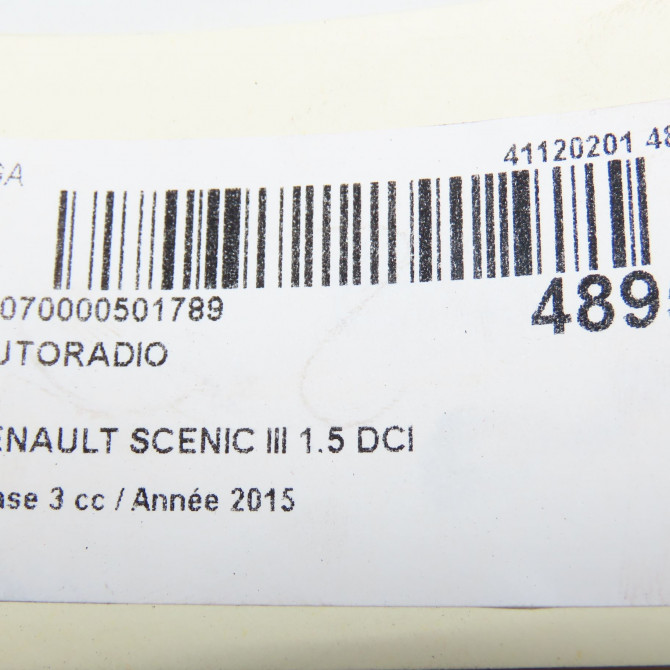 41120201 48
GA
070000501789
489
UTORADIO
ENAULT SCENIC III 1.5 DCI
ase 3 cc / Année 2015